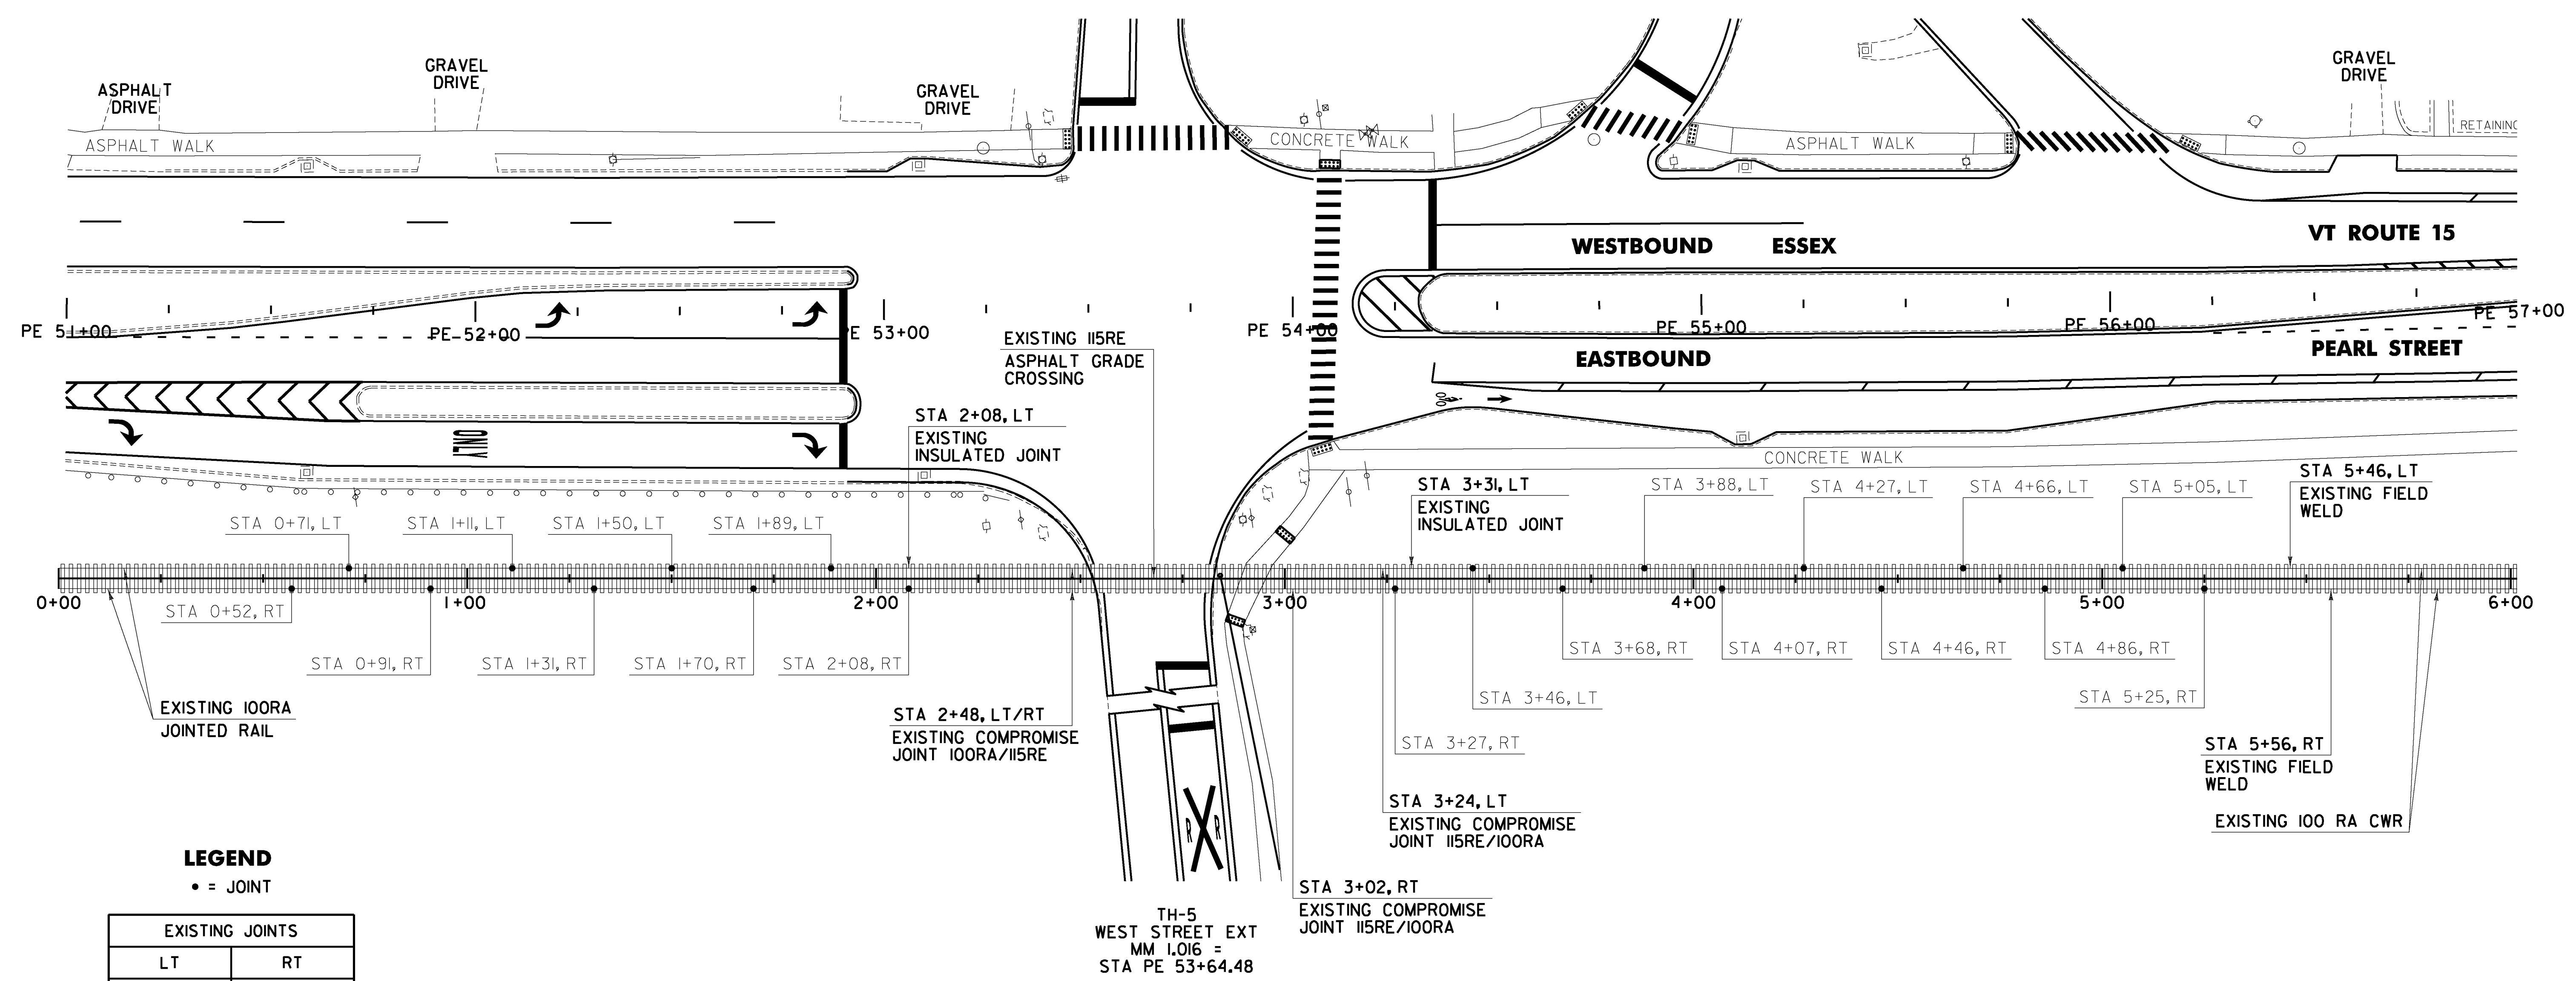 GRAVEL
DRIVE
ASPHALT
DRIVE
GRAVEL
DRIVE
GRAVEL
DRIVE
ASPHALT WALK
CONCRETE WALK
ASPHALT WALK
RETAINING
WESTBOUND ESSEX
VT ROUTE 15
PE 51+00
PE 52+00
PE 53+00
PE 54+00
PE 55+00
PE 56+00
PE 57+00
EXISTING 115RE
ASPHALT GRADE
CROSSING
EASTBOUND
PEARL STREET
ONLY
STA 2+08, LT
EXISTING
INSULATED JOINT
CONCRETE WALK
STA 3+31, LT
EXISTING
INSULATED JOINT
STA 5+46, LT
EXISTING FIELD
WELD
STA 0+71, LT
STA 1+11, LT
STA 1+50, LT
STA 1+89, LT
STA 3+88, LT
STA 4+27, LT
STA 4+66, LT
STA 5+05, LT
0+00
1+00
2+00
3+00
4+00
5+00
6+00
STA 0+52, RT
STA 0+91, RT
STA 1+31, RT
STA 1+70, RT
STA 2+08, RT
STA 3+68, RT
STA 4+07, RT
STA 4+46, RT
STA 4+86, RT
STA 3+46, LT
STA 5+25, RT
EXISTING 100RA
JOINTED RAIL
STA 2+48, LT/RT
EXISTING COMPROMISE
JOINT 100RA/115RE
STA 3+27, RT
STA 5+56, RT
EXISTING FIELD
WELD
STA 3+24, LT
EXISTING COMPROMISE
JOINT 115RE/100RA
EXISTING 100 RA CWR
R R
STA 3+02, RT
EXISTING COMPROMISE
JOINT 115RE/100RA
TH-5
WEST STREET EXT
MM 1.016 =
STA PE 53+64.48
LEGEND
• = JOINT
EXISTING JOINTS
LT RT